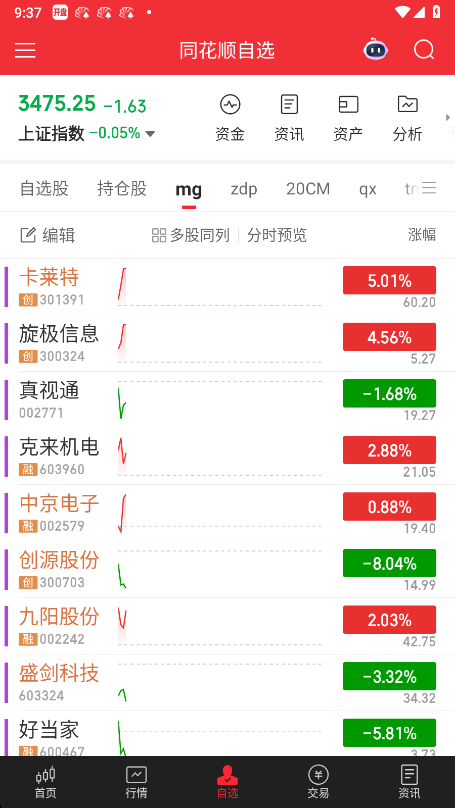 9:37 开盘
同花顺自选
3475.25 -1.63
上证指数 -0.05%
资金 资讯 资产 分析
自选股 持仓股 mg zdp 20CM qx
编辑 多股同列 分时预览 涨幅
卡莱特 5.01%
创 301391 60.20
旋极信息 4.56%
创 300324 5.27
真视通 -1.68%
002771 19.27
克来机电 2.88%
融 603960 21.05
中京电子 0.88%
融 002579 19.40
创源股份 -8.04%
创 300703 14.99
九阳股份 2.03%
融 002242 42.75
盛剑科技 -3.32%
603324 34.32
好当家 -5.81%
融 600467 3.73
首页 行情 自选 交易 资讯